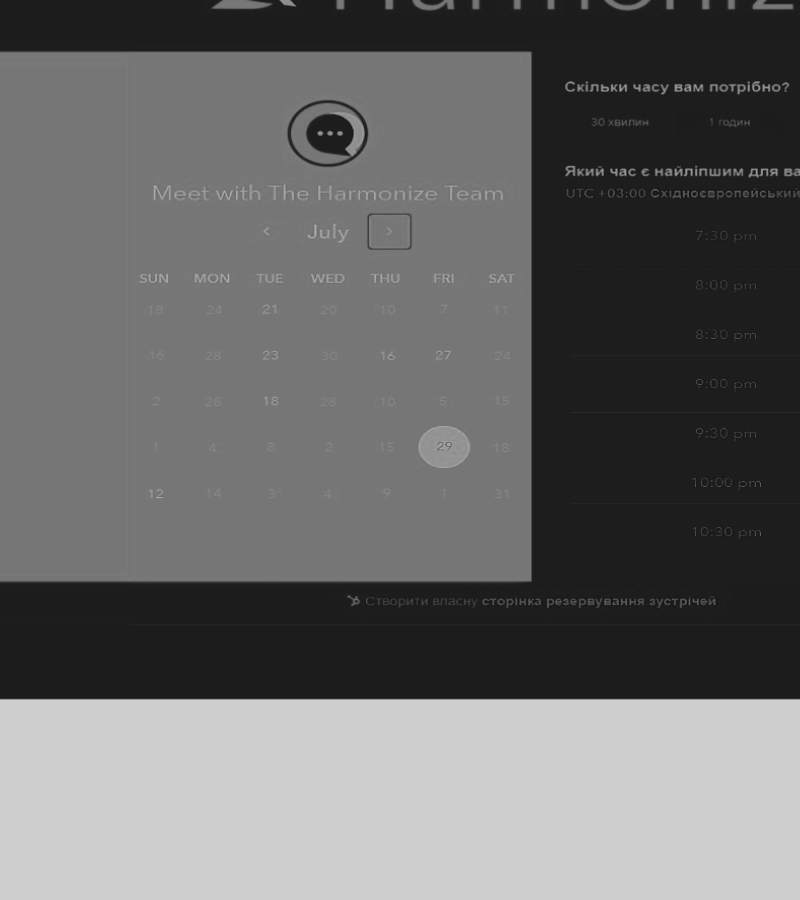 Harmoniz
Meet with The Harmonize Team
< July >
SUN MON TUE WED THU FRI SAT
18 24 21 20 10 7 11
16 28 23 30 16 27 24
2 28 18 28 10 5 15
1 4 8 2 15 29 18
12 14 3 4 9 1 31
Скільки часу вам потрібно?
30 хвилин 1 годин
Який час є найліпшим для ва
UTC +03:00 Східноєвропейський
7:30 pm
8:00 pm
8:30 pm
9:00 pm
9:30 pm
10:00 pm
10:30 pm
Створити власну сторінка резервування зустрічей